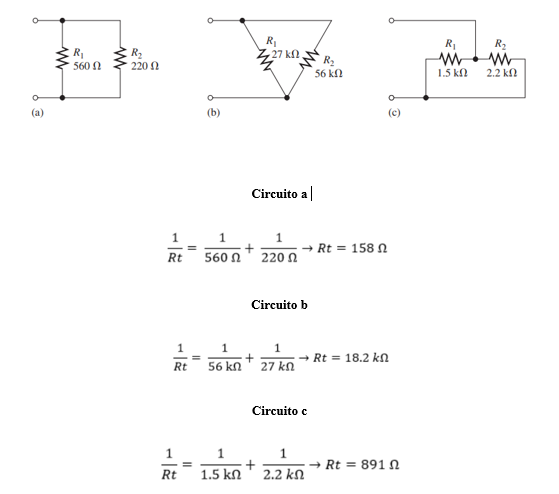 R1
560 Ω
R2
220 Ω
(a)
R1
27 kΩ
R2
56 kΩ
(b)
R1
1.5 kΩ
R2
2.2 kΩ
(c)
Circuito a
1/Rt = 1/560 Ω + 1/220 Ω → Rt = 158 Ω
Circuito b
1/Rt = 1/56 kΩ + 1/27 kΩ → Rt = 18.2 kΩ
Circuito c
1/Rt = 1/1.5 kΩ + 1/2.2 kΩ → Rt = 891 Ω